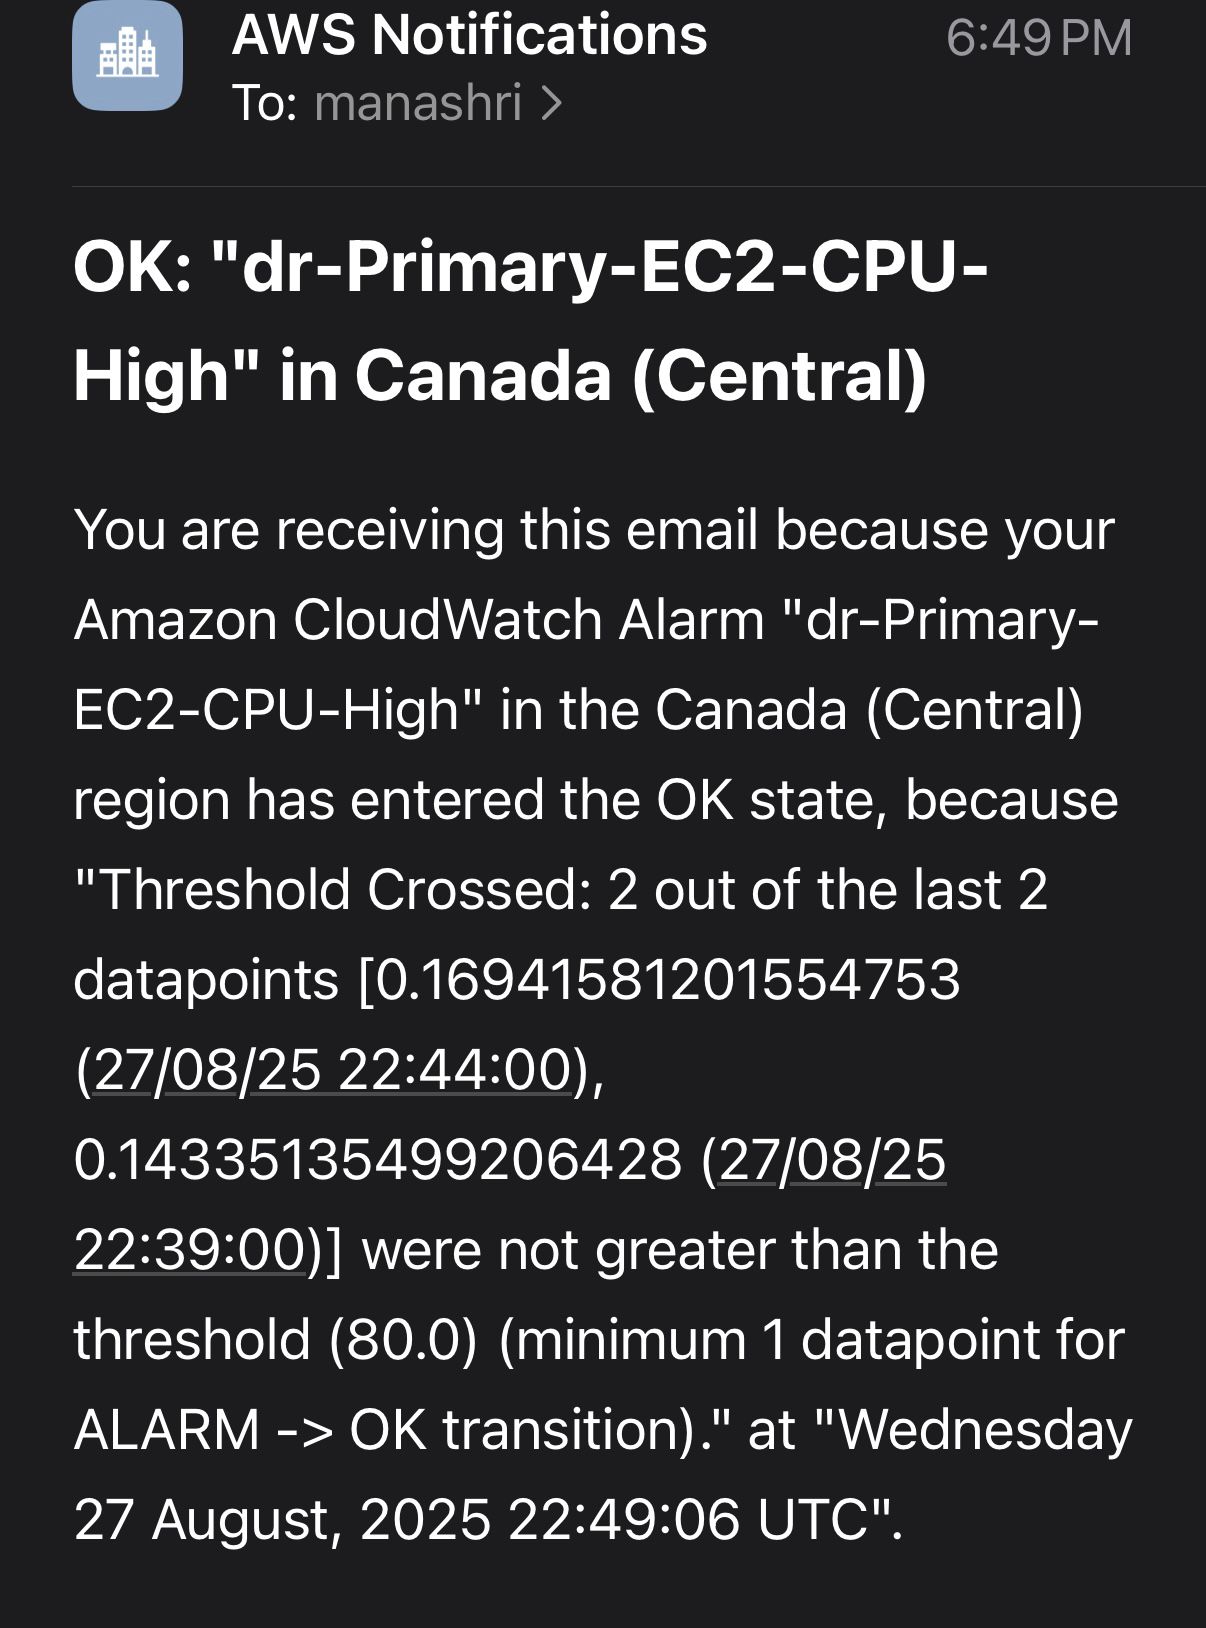 AWS Notifications
6:49 PM
To: manashri
OK: "dr-Primary-EC2-CPU-
High" in Canada (Central)
You are receiving this email because your
Amazon CloudWatch Alarm "dr-Primary-
EC2-CPU-High" in the Canada (Central)
region has entered the OK state, because
"Threshold Crossed: 2 out of the last 2
datapoints [0.16941581201554753
(27/08/25 22:44:00),
0.14335135499206428 (27/08/25
22:39:00)] were not greater than the
threshold (80.0) (minimum 1 datapoint for
ALARM -> OK transition)." at "Wednesday
27 August, 2025 22:49:06 UTC".